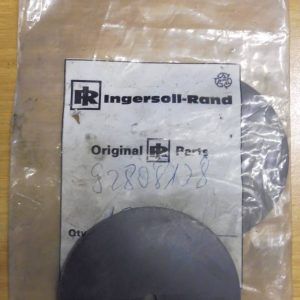 IR Ingersoll-Rand
Original IR Parts
92808178
Qty